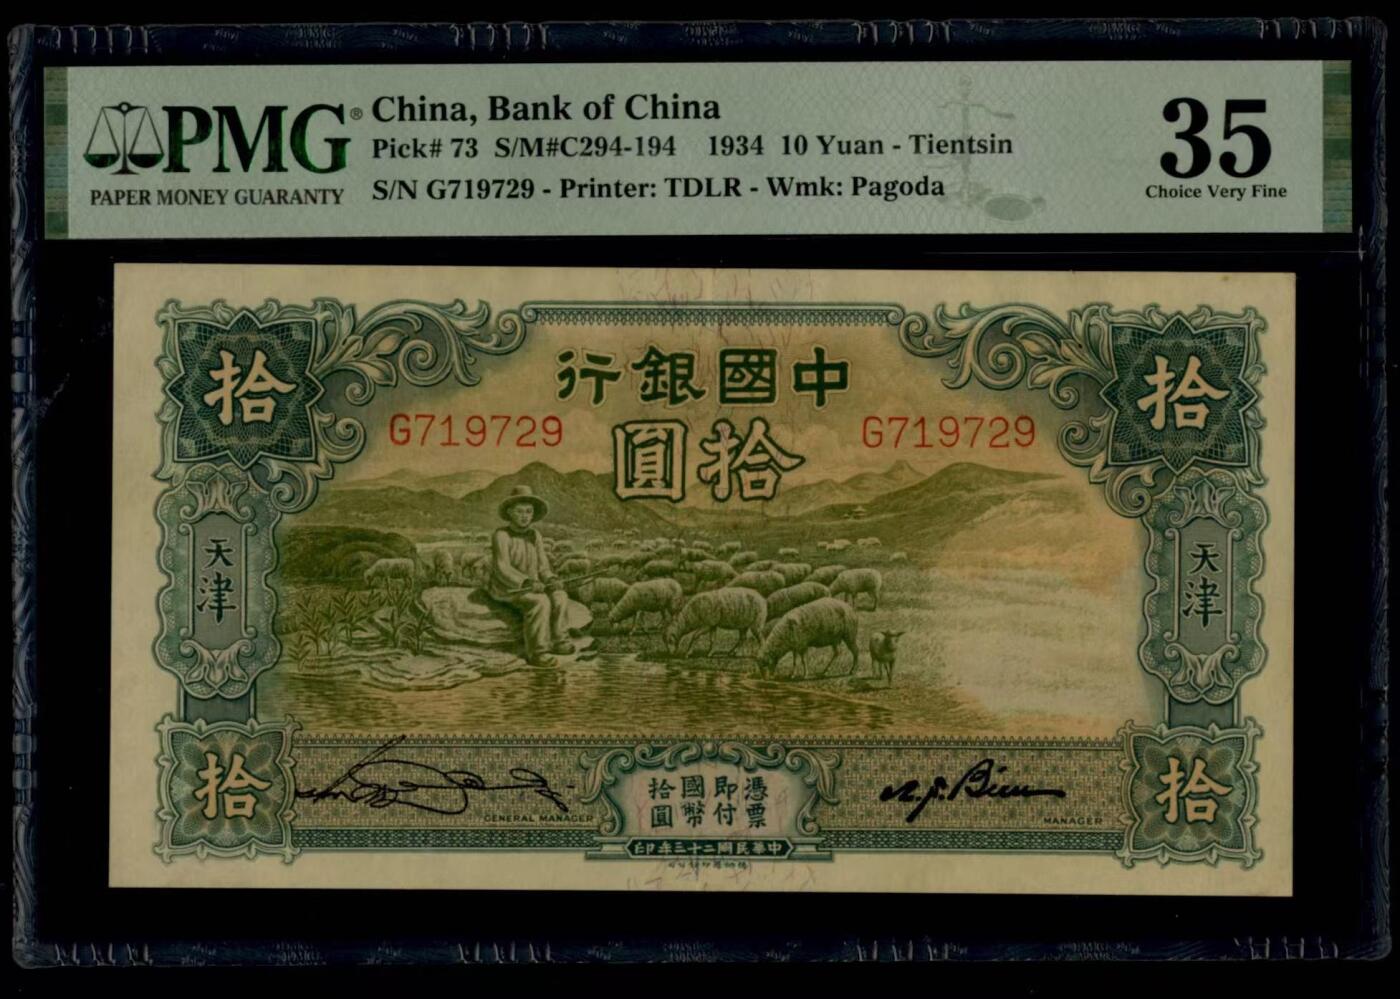 PMG®
PAPER MONEY GUARANTY
China, Bank of China
Pick# 73 S/M#C294-194 1934 10 Yuan - Tientsin
S/N G719729 - Printer: TDLR - Wmk: Pagoda
35
Choice Very Fine
行銀國中
拾
拾
G719729
G719729
圓拾
天津
天津
拾
拾
GENERAL MANAGER
憑票
即付
國幣
拾圓
MANAGER
印年三十二國民華中